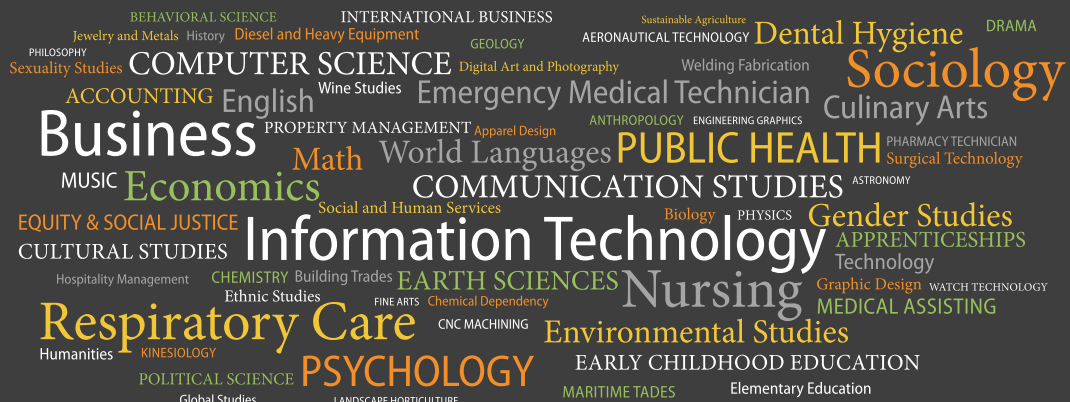 BEHAVIORAL SCIENCE
INTERNATIONAL BUSINESS
Sustainable Agriculture
DRAMA
Jewelry and Metals
History
Diesel and Heavy Equipment
GEOLOGY
AERONAUTICAL TECHNOLOGY
Dental Hygiene
PHILOSOPHY
Sexuality Studies
COMPUTER SCIENCE
Digital Art and Photography
Welding Fabrication
Sociology
ACCOUNTING
English
Wine Studies
Emergency Medical Technician
Culinary Arts
Business
PROPERTY MANAGEMENT
Apparel Design
ANTHROPOLOGY
ENGINEERING GRAPHICS
Math
World Languages
PUBLIC HEALTH
PHARMACY TECHNICIAN
Surgical Technology
MUSIC
Economics
COMMUNICATION STUDIES
ASTRONOMY
EQUITY & SOCIAL JUSTICE
Social and Human Services
Biology
PHYSICS
Gender Studies
CULTURAL STUDIES
Information Technology
APPRENTICESHIPS
Technology
Hospitality Management
CHEMISTRY
Building Trades
EARTH SCIENCES
Nursing
Graphic Design
WATCH TECHNOLOGY
Ethnic Studies
FINE ARTS
Chemical Dependency
MEDICAL ASSISTING
Respiratory Care
CNC MACHINING
Environmental Studies
Humanities
KINESIOLOGY
EARLY CHILDHOOD EDUCATION
POLITICAL SCIENCE
PSYCHOLOGY
MARITIME TADES
Elementary Education
Global Studies
LANDSCAPE HORTICULTURE